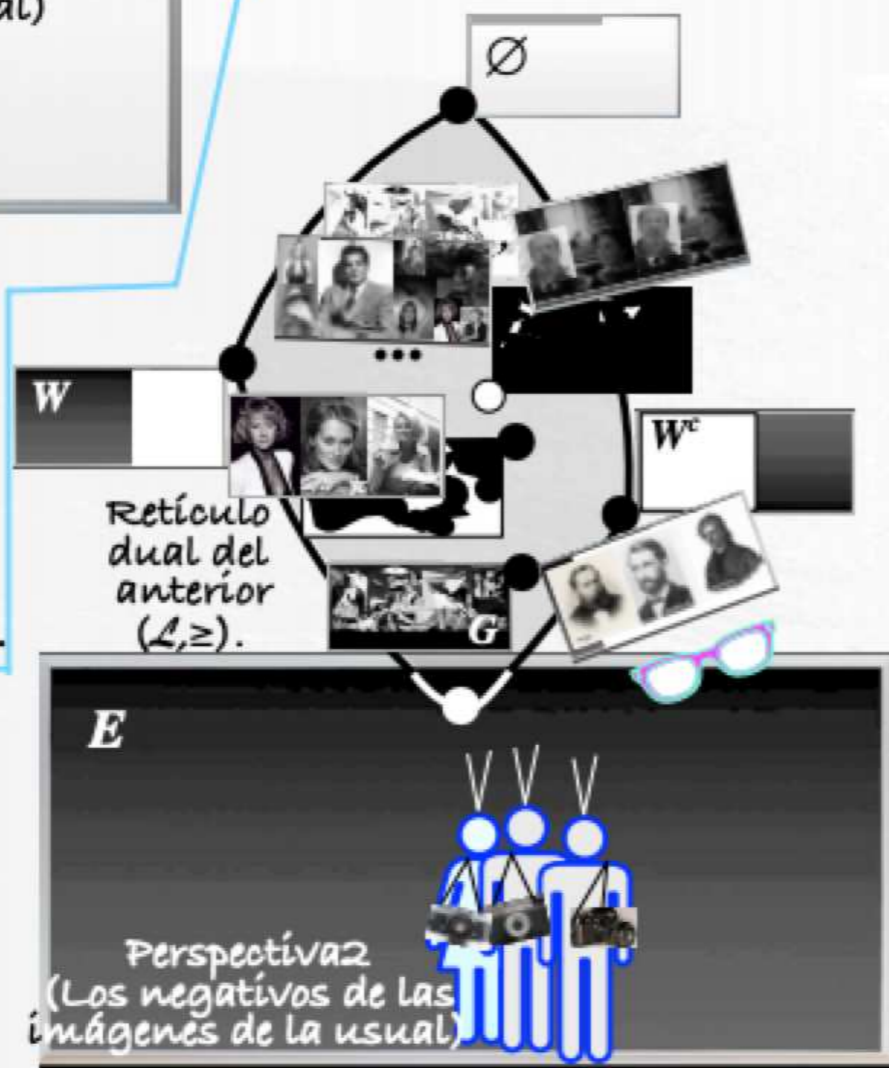 al)
∅
W
Wᶜ
•••
Retículo
dual del
anterior
(ℒ,≥).
G
E
Perspectiva2
(Los negativos de las
imágenes de la usual)